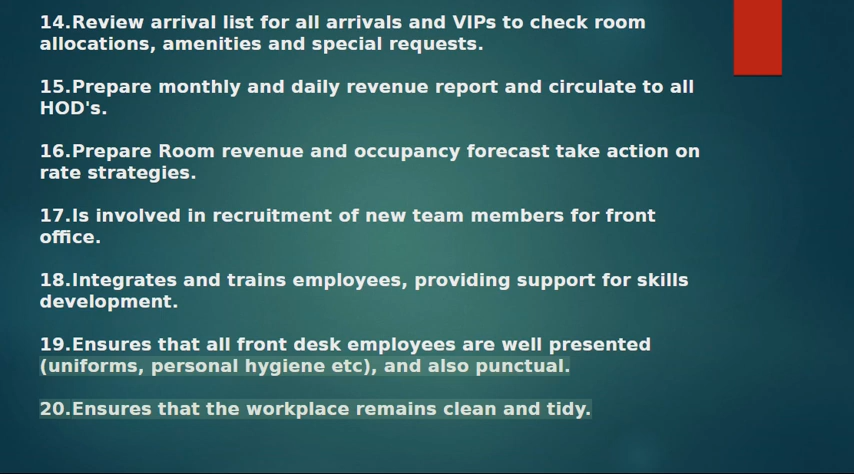 14.Review arrival list for all arrivals and VIPs to check room
allocations, amenities and special requests.
15.Prepare monthly and daily revenue report and circulate to all
HOD's.
16.Prepare Room revenue and occupancy forecast take action on
rate strategies.
17.Is involved in recruitment of new team members for front
office.
18.Integrates and trains employees, providing support for skills
development.
19.Ensures that all front desk employees are well presented
(uniforms, personal hygiene etc), and also punctual.
20.Ensures that the workplace remains clean and tidy.